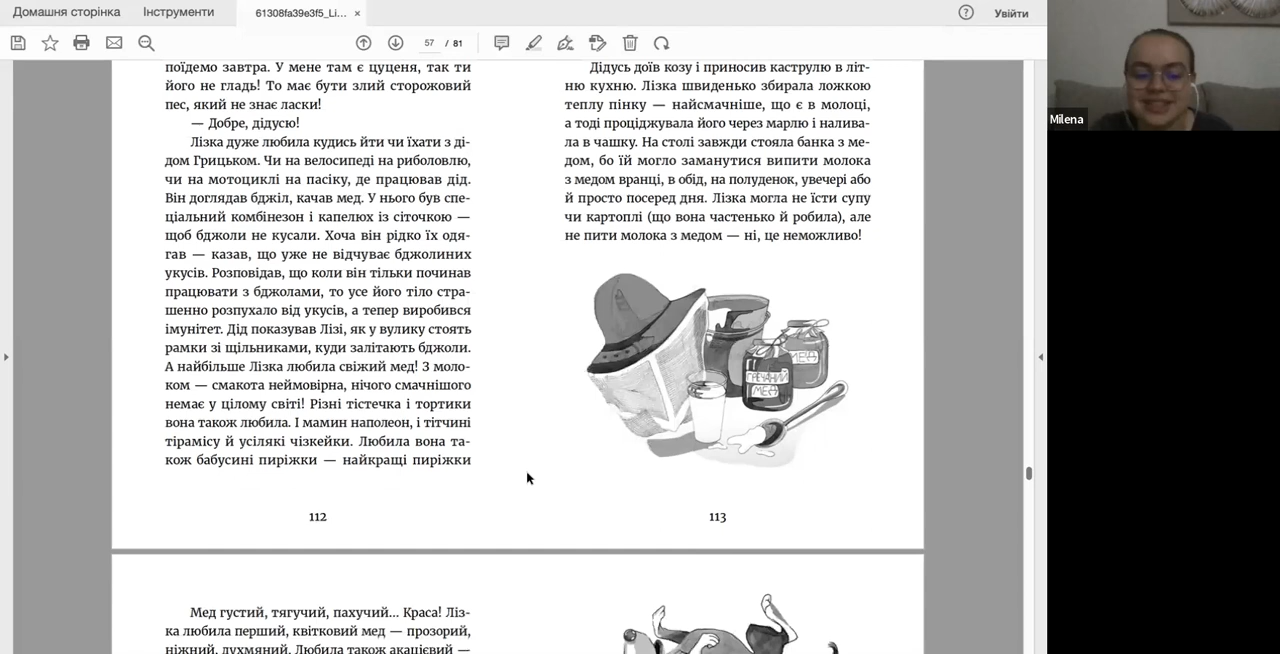 Домашня сторінка
Інструменти
61308fa39e3f5_Li...
×
?
Увійти
57 / 81
поїдемо завтра. У мене там є цуценя, так ти
його не гладь! То має бути злий сторожовий
пес, який не знає ласки!
— Добре, дідусю!
Лізка дуже любила кудись йти чи їхати з ді-
дом Грицьком. Чи на велосипеді на риболовлю,
чи на мотоциклі на пасіку, де працював дід.
Він доглядав бджіл, качав мед. У нього був спе-
ціальний комбінезон і капелюх із сіточкою —
щоб бджоли не кусали. Хоча він рідко їх одя-
гав — казав, що уже не відчуває бджолиних
укусів. Розповідав, що коли він тільки починав
працювати з бджолами, то усе його тіло стра-
шенно розпухало від укусів, а тепер виробився
імунітет. Дід показував Лізі, як у вулику стоять
рамки зі щільниками, куди залітають бджоли.
А найбільше Лізка любила свіжий мед! З моло-
ком — смакота неймовірна, нічого смачнішого
немає у цілому світі! Різні тістечка і тортики
вона також любила. І мамин наполеон, і тітчині
тірамісу й усілякі чізкейки. Любила вона та-
кож бабусині пиріжки — найкращі пиріжки
112
Дідусь доїв козу і приносив каструлю в літ-
ню кухню. Лізка швиденько збирала ложкою
теплу пінку — найсмачніше, що є в молоці,
а тоді проціджувала його через марлю і налива-
ла в чашку. На столі завжди стояла банка з ме-
дом, бо їй могло заманутися випити молока
з медом вранці, в обід, на полуденок, увечері або
й просто посеред дня. Лізка могла не їсти супу
чи картоплі (що вона частенько й робила), але
не пити молока з медом — ні, це неможливо!
МЕД
ГРЕЧАНИЙ
МЕД
113
Мед густий, тягучий, пахучий... Краса! Ліз-
ка любила перший, квітковий мед — прозорий,
ніжний, духмяний. Любила також акацієвий —
Milena